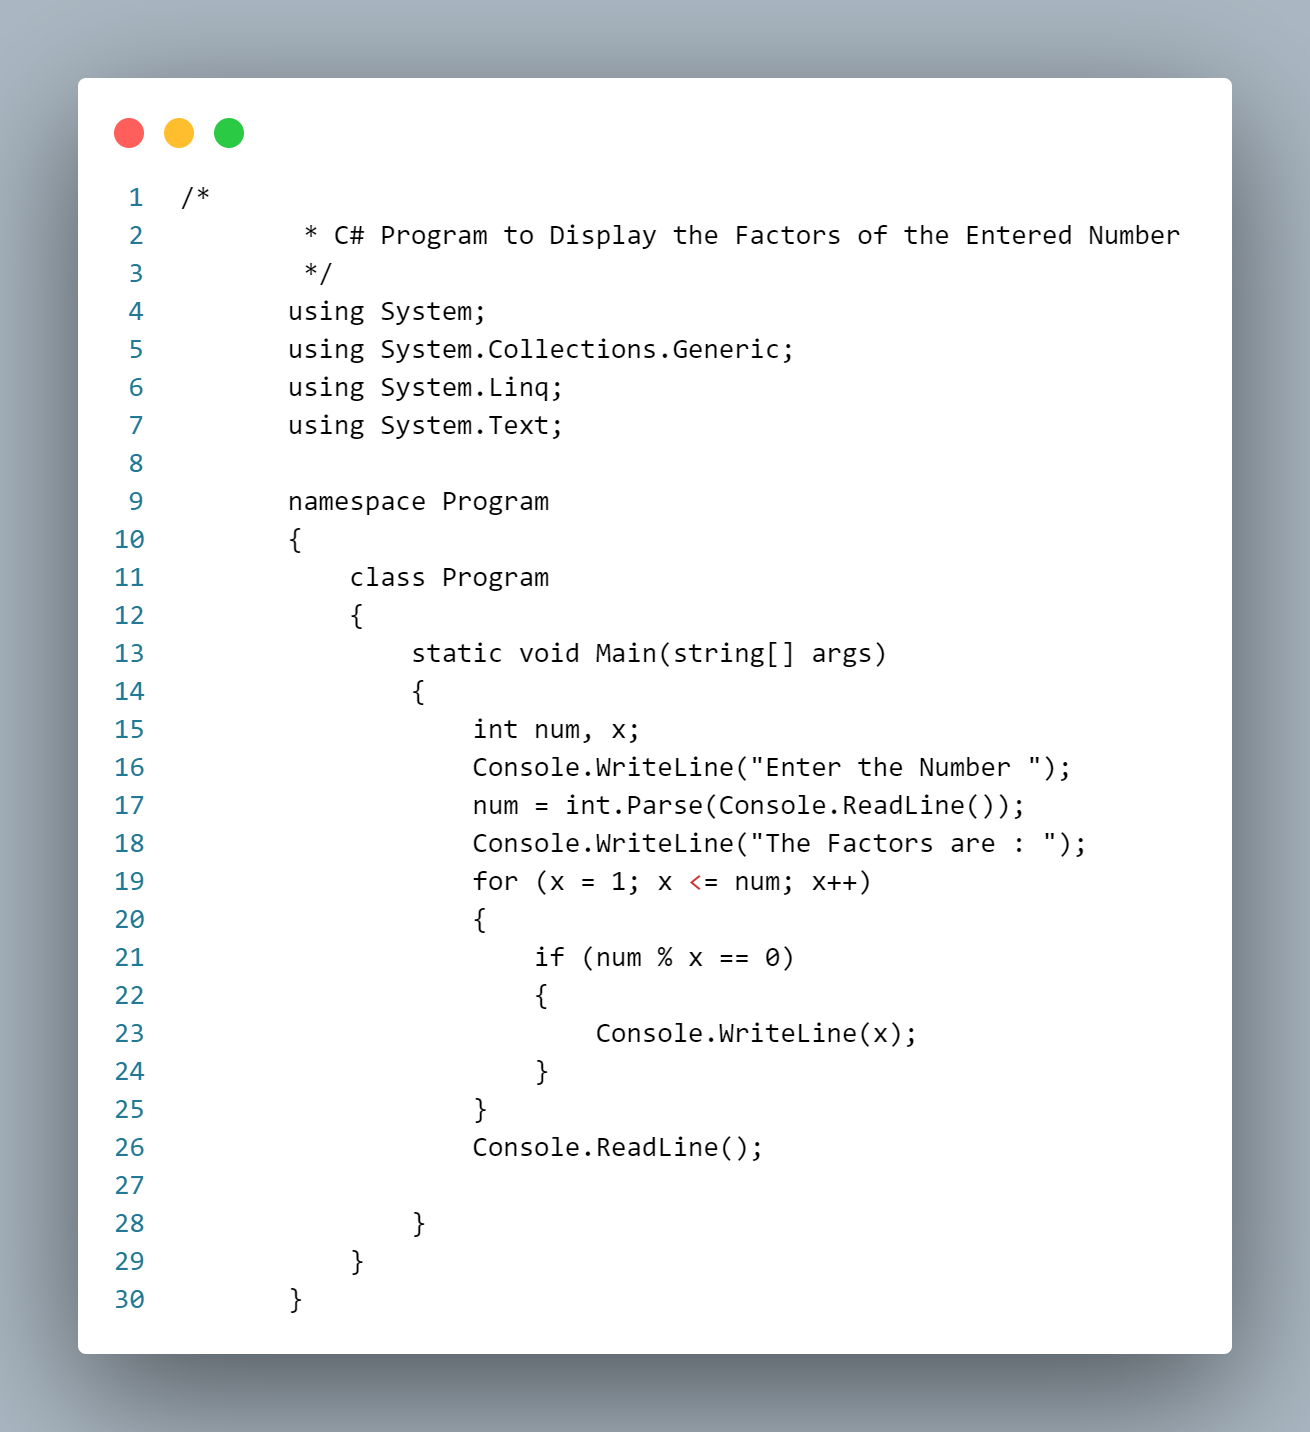 1 /*
2         * C# Program to Display the Factors of the Entered Number
3         */
4        using System;
5        using System.Collections.Generic;
6        using System.Linq;
7        using System.Text;
8
9        namespace Program
10        {
11            class Program
12            {
13                static void Main(string[] args)
14                {
15                    int num, x;
16                    Console.WriteLine("Enter the Number ");
17                    num = int.Parse(Console.ReadLine());
18                    Console.WriteLine("The Factors are : ");
19                    for (x = 1; x <= num; x++)
20                    {
21                        if (num % x == 0)
22                        {
23                            Console.WriteLine(x);
24                        }
25                    }
26                    Console.ReadLine();
27
28                }
29            }
30        }